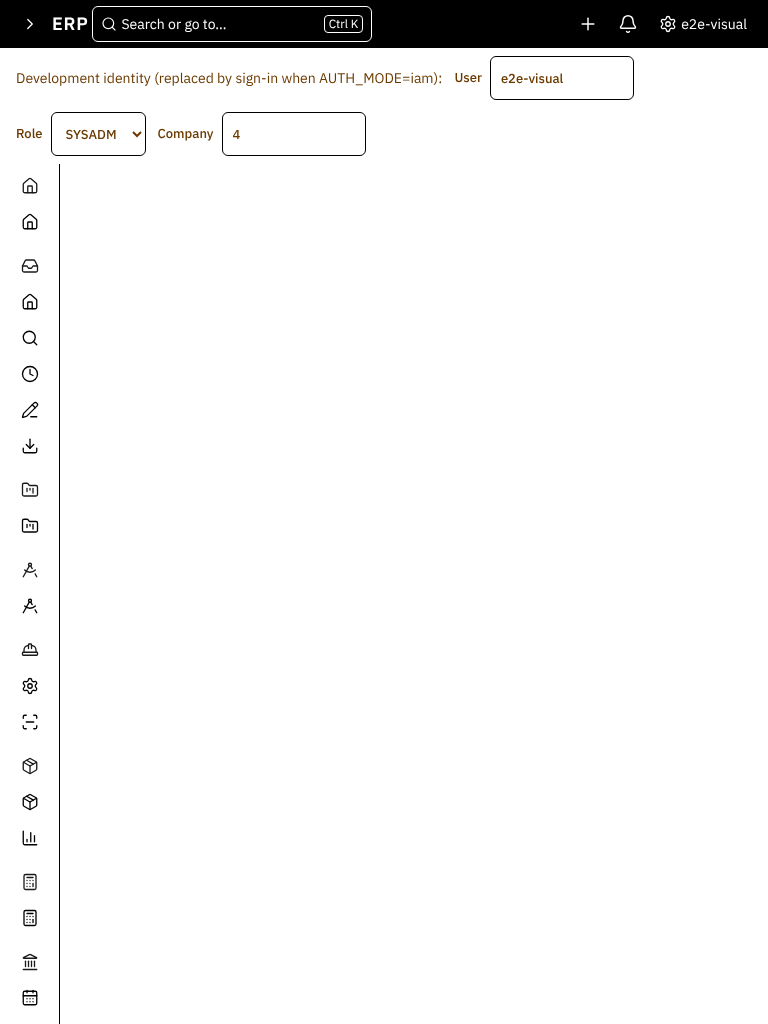 ERP Search or go to... Ctrl K e2e-visual
Development identity (replaced by sign-in when AUTH_MODE=iam): User e2e-visual
Role SYSADM Company 4